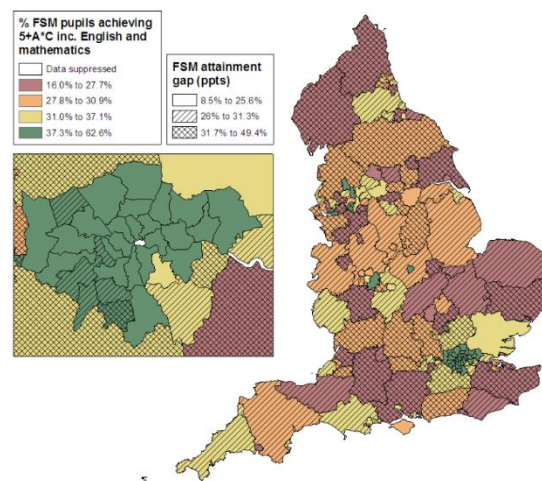 % FSM pupils achieving
5+A*C inc. English and
mathematics
Data suppressed
16.0% to 27.7%
27.8% to 30.9%
31.0% to 37.1%
37.3% to 62.6%
FSM attainment
gap (ppts)
8.5% to 25.6%
26% to 31.3%
31.7% to 49.4%